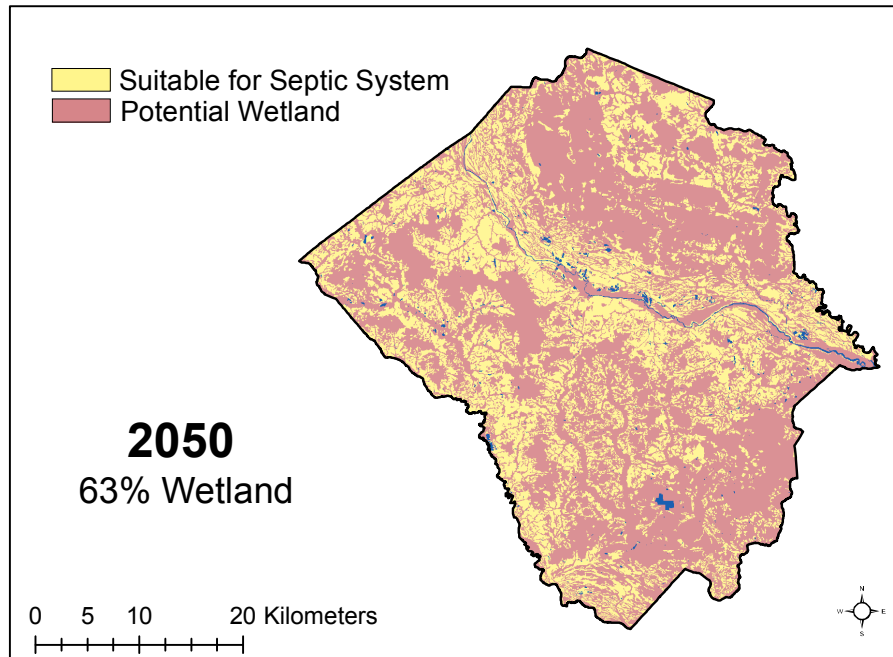 Suitable for Septic System
Potential Wetland
2050
63% Wetland
0 5 10 20 Kilometers
N
W E
S